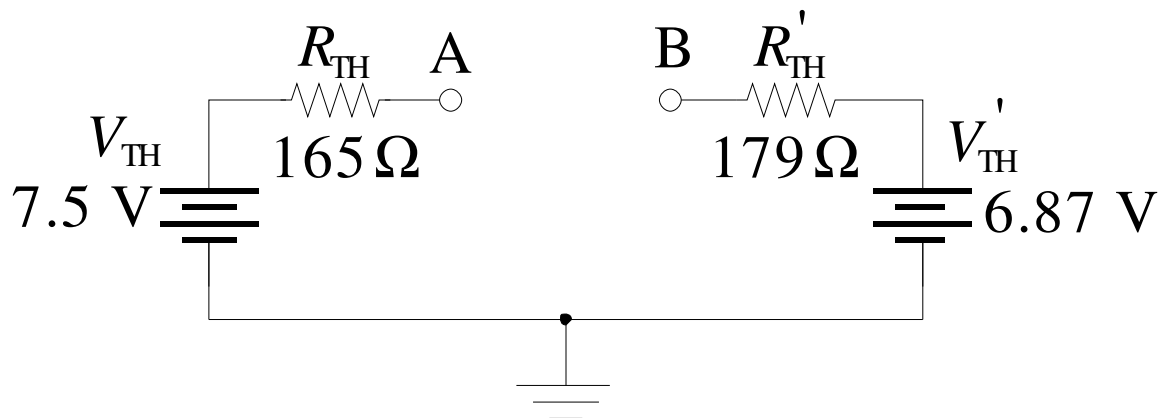 R_TH A B R'_TH
V_TH 165 Ω 179 Ω V'_TH
7.5 V 6.87 V